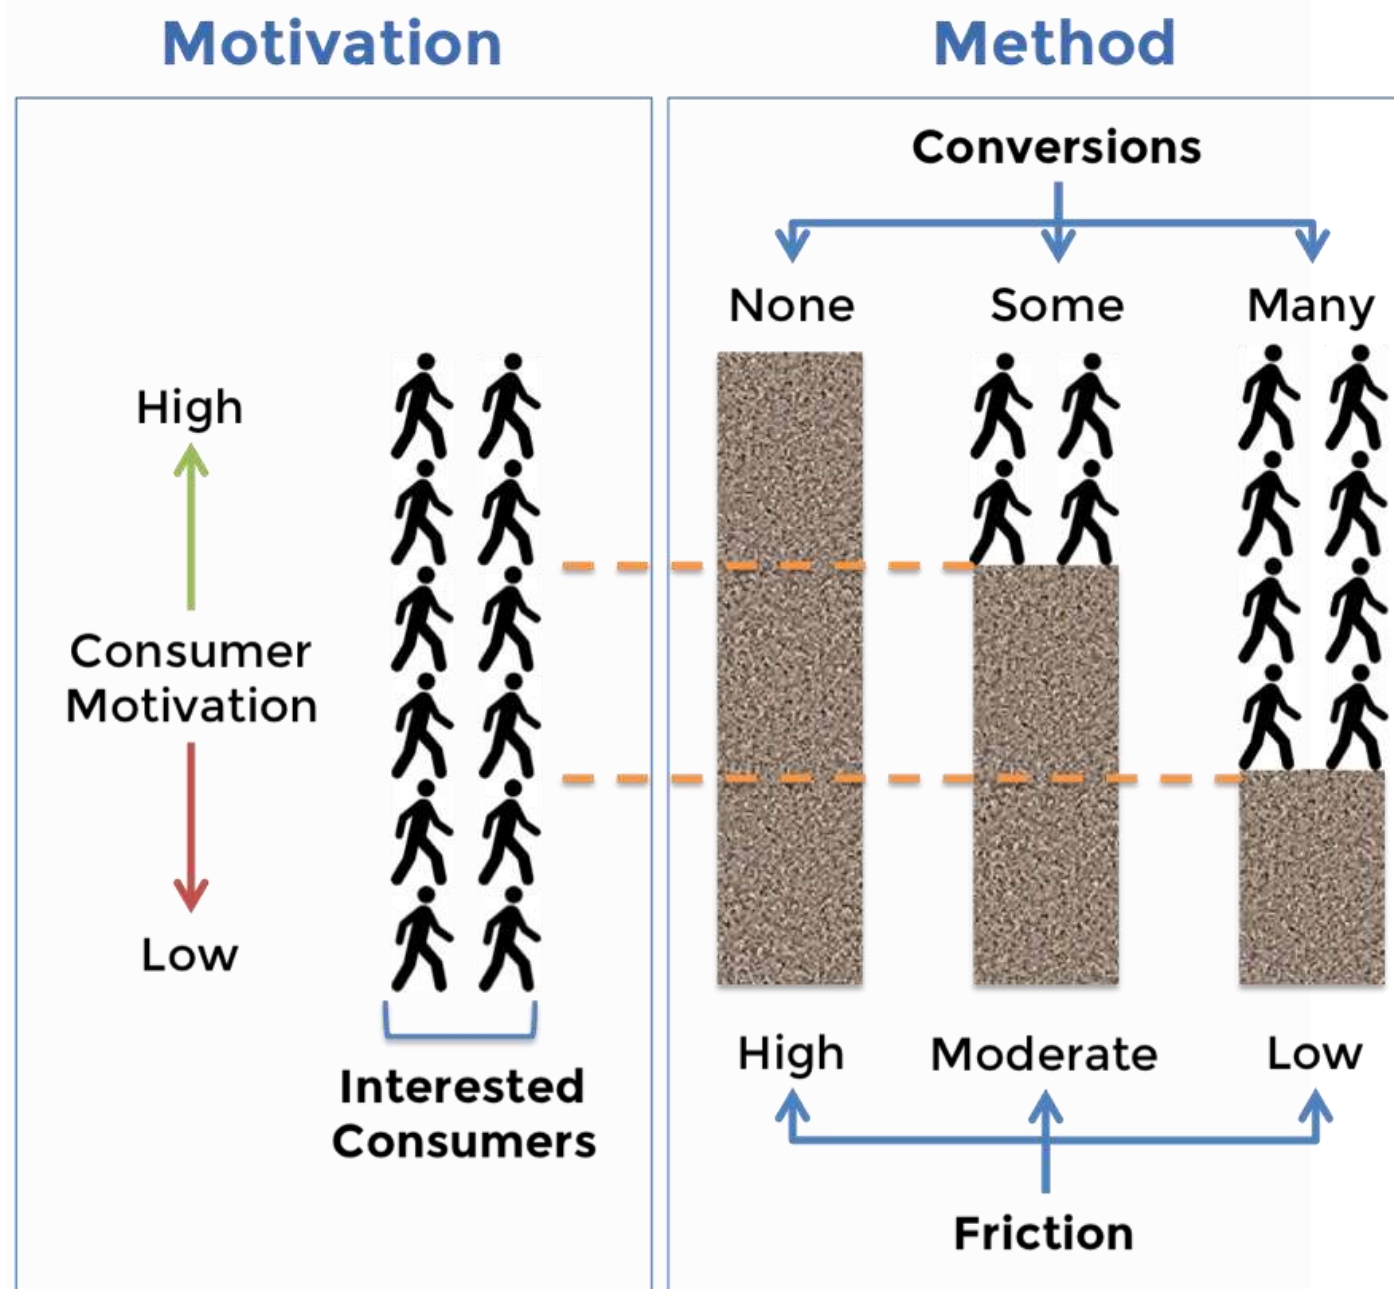 Motivation
Method
Conversions
None
Some
Many
High
Consumer
Motivation
Low
Interested
Consumers
High
Moderate
Low
Friction